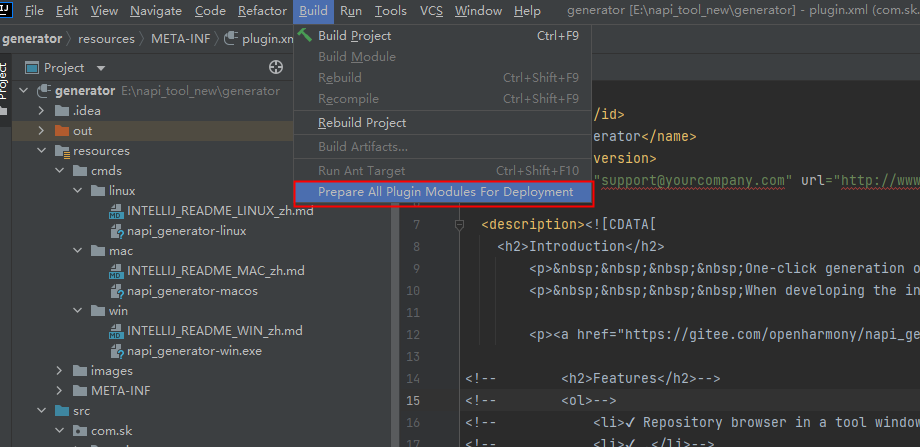 IJ File Edit View Navigate Code Refactor Build Run Tools VCS Window Help generator [E:\napi_tool_new\generator] - plugin.xml (com.sk.
generator resources META-INF plugin.xm
Project
Project
generator E:\napi_tool_new\generator
.idea
out
resources
cmds
linux
INTELLIJ_README_LINUX_zh.md
napi_generator-linux
mac
INTELLIJ_README_MAC_zh.md
napi_generator-macos
win
INTELLIJ_README_WIN_zh.md
napi_generator-win.exe
images
META-INF
src
com.sk
Build Project Ctrl+F9
Build Module
Rebuild Ctrl+Shift+F9
Recompile Ctrl+Shift+F9
Rebuild Project
Build Artifacts...
Run Ant Target Ctrl+Shift+F10
Prepare All Plugin Modules For Deployment
/id>
erator</name>
version>
"support@yourcompany.com" url="http://www
7 <description><![CDATA[
8 <h2>Introduction</h2>
9 <p>&nbsp;&nbsp;&nbsp;&nbsp;One-click generation o
10 <p>&nbsp;&nbsp;&nbsp;&nbsp;When developing the in
11
12 <p><a href="https://gitee.com/openharmony/napi_ge
13
14 <!-- <h2>Features</h2>-->
15 <!-- <ol>-->
16 <!-- <li>✓ Repository browser in a tool window
17 <!-- <li>✓ </li>-->